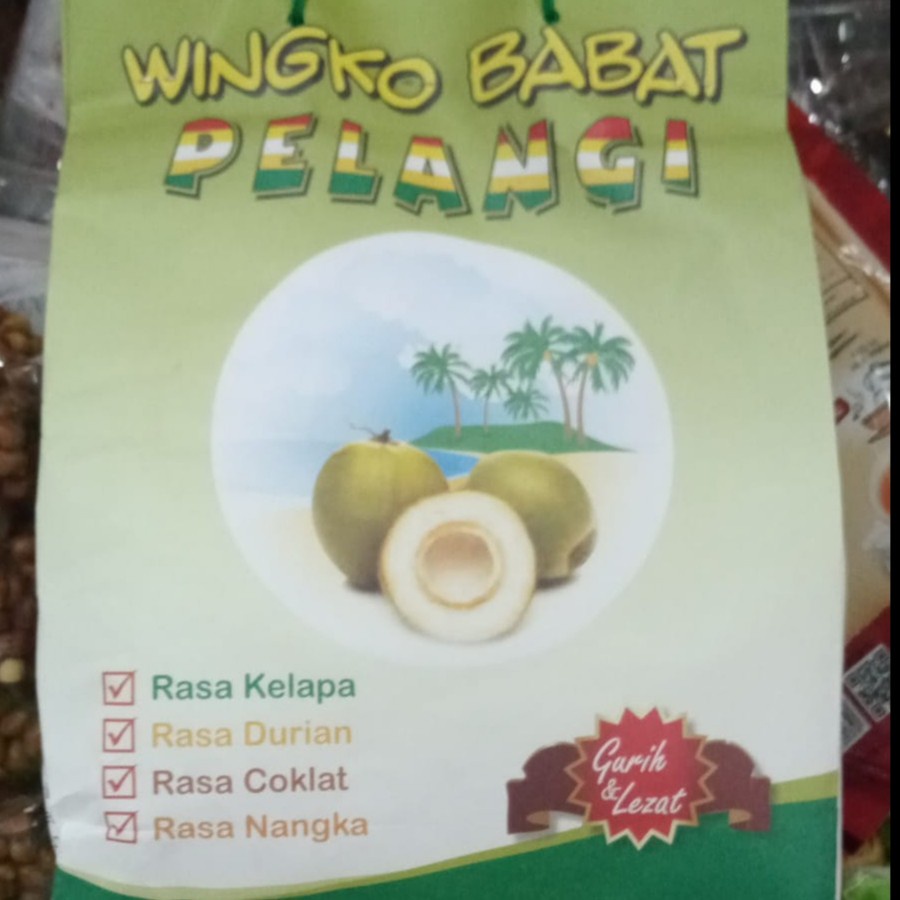 WINGKO BABAT
PELANGI
Rasa Kelapa
Rasa Durian
Rasa Coklat
Rasa Nangka
Gurih
&
Lezat